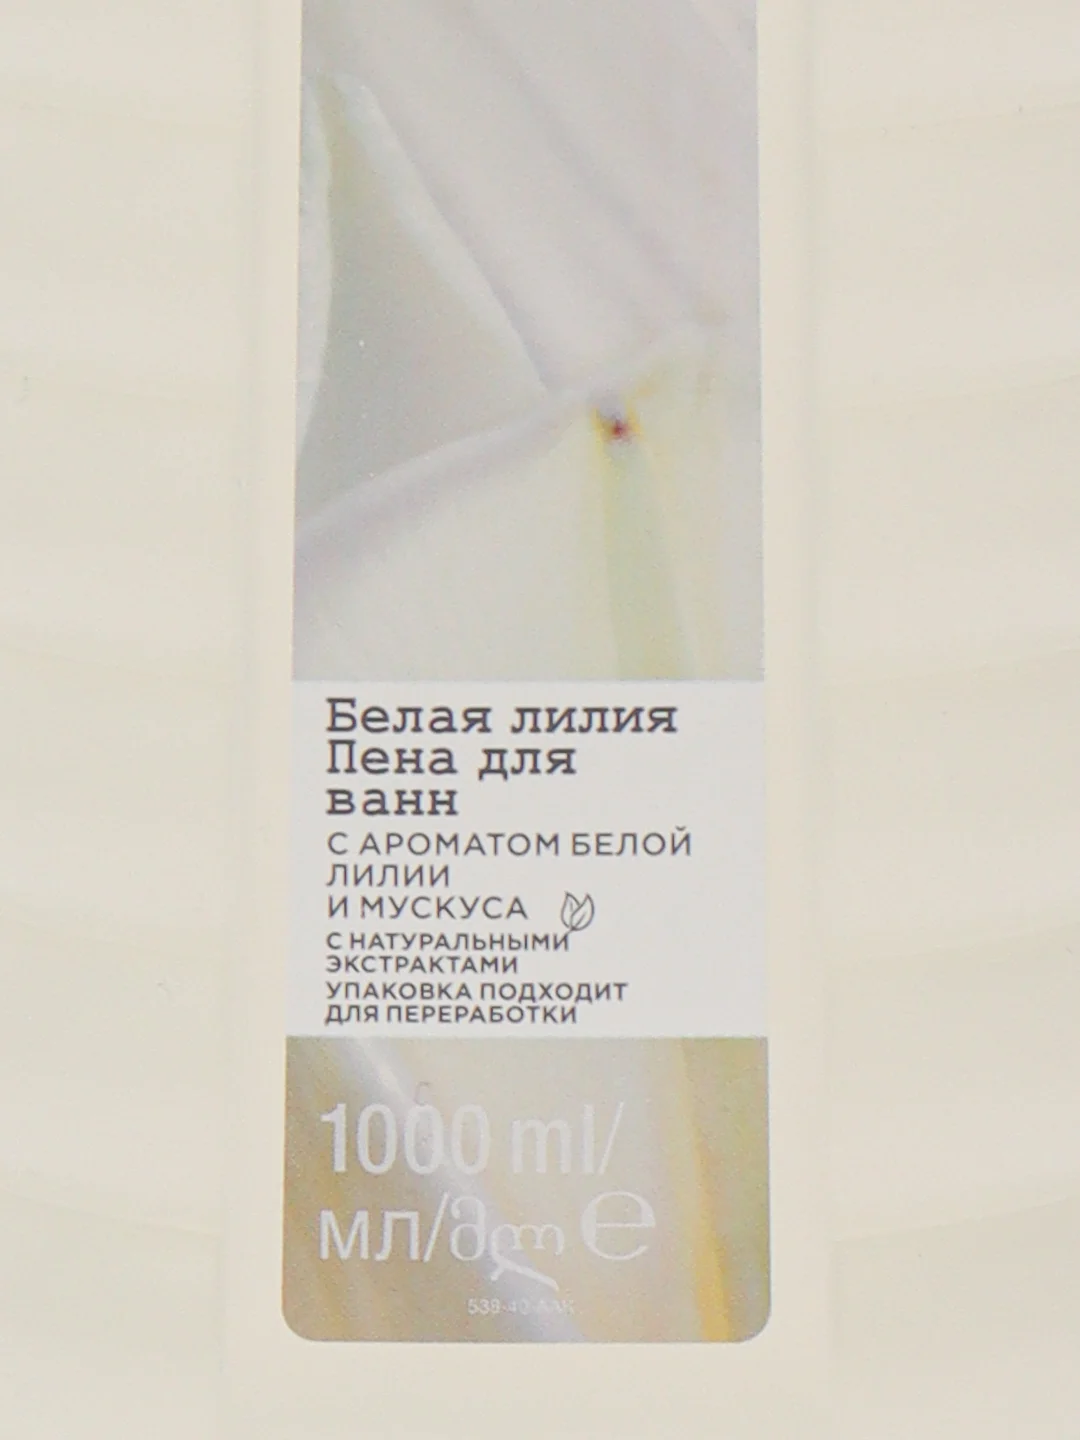 Белая лилия
Пена для
ванн
С АРОМАТОМ БЕЛОЙ
ЛИЛИИ
И МУСКУСА
С НАТУРАЛЬНЫМИ
ЭКСТРАКТАМИ
УПАКОВКА ПОДХОДИТ
ДЛЯ ПЕРЕРАБОТКИ
1000 ml/
МЛ/მლ ℮